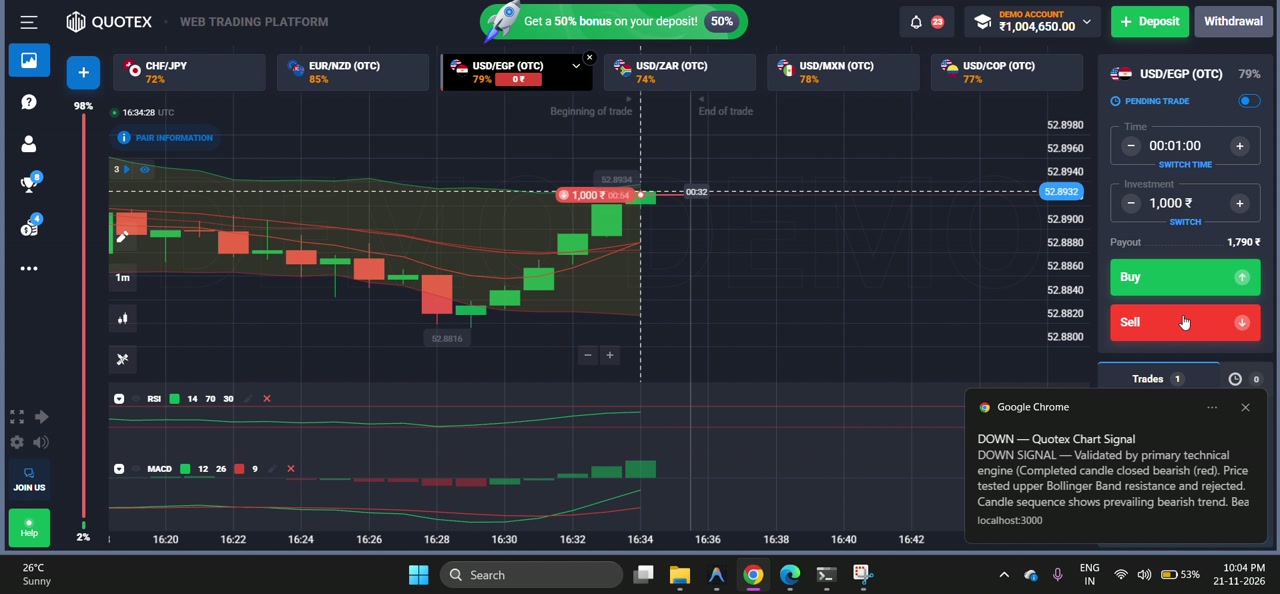 QUOTEX
WEB TRADING PLATFORM
Get a 50% bonus on your deposit!
50%
23
DEMO ACCOUNT
₹1,004,650.00
+ Deposit
Withdrawal
CHF/JPY
72%
EUR/NZD (OTC)
85%
USD/EGP (OTC)
79%
0 ₹
USD/ZAR (OTC)
74%
USD/MXN (OTC)
78%
USD/COP (OTC)
77%
98%
16:34:28 UTC
PAIR INFORMATION
Beginning of trade
End of trade
3
52.8934
1,000 ₹ 00:54
00:32
52.8816
1m
52.8980
52.8960
52.8940
52.8932
52.8900
52.8880
52.8860
52.8840
52.8820
52.8800
USD/EGP (OTC)
79%
PENDING TRADE
Time
00:01:00
SWITCH TIME
Investment
1,000 ₹
SWITCH
Payout
1,790 ₹
Buy
Sell
Trades 1
0
8
4
JOIN US
Help
2%
RSI 14 70 30
MACD 12 26 9
16:20
16:22
16:24
16:26
16:28
16:30
16:32
16:34
16:36
16:38
16:40
16:42
Google Chrome
DOWN — Quotex Chart Signal
DOWN SIGNAL — Validated by primary technical
engine (Completed candle closed bearish (red). Price
tested upper Bollinger Band resistance and rejected.
Candle sequence shows prevailing bearish trend. Bea
localhost:3000
26°C
Sunny
Search
ENG
IN
53%
10:04 PM
21-11-2026